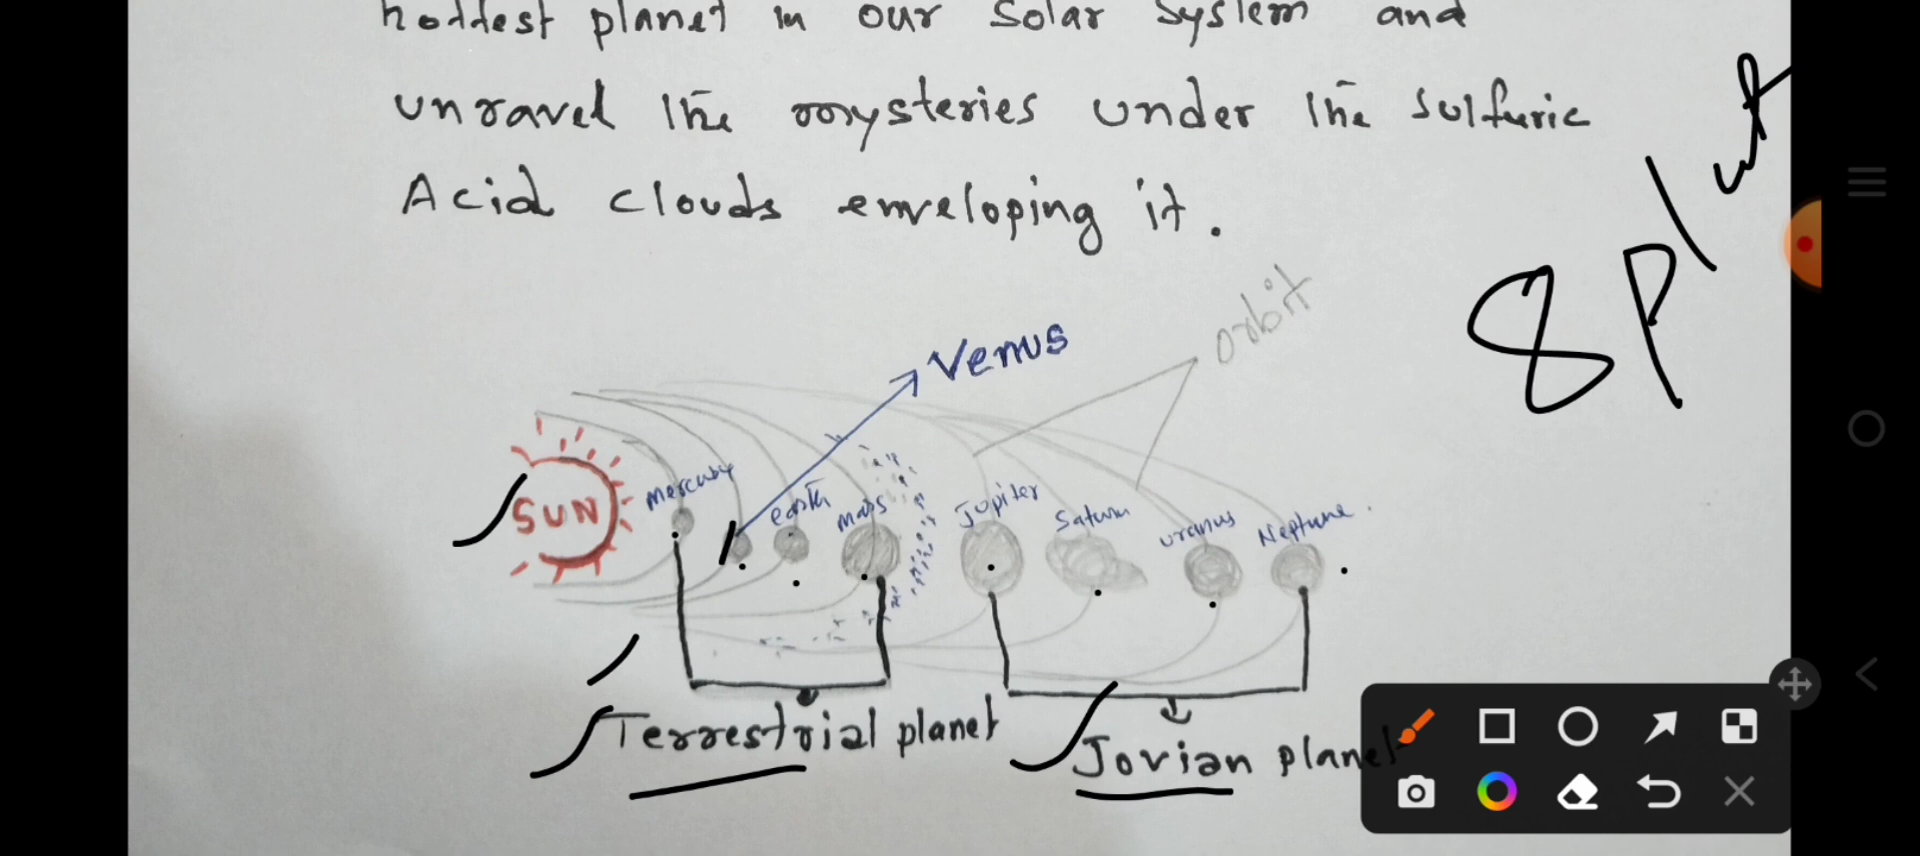 hottest planet in our Solar System and
unravel the mysteries under the sulfuric
Acid clouds enveloping it.
8 Plut
orbit
Venus
SUN
mercury
earth
mars
Jupiter
Saturn
uranus
Neptune
Terrestrial planet
Jovian planet